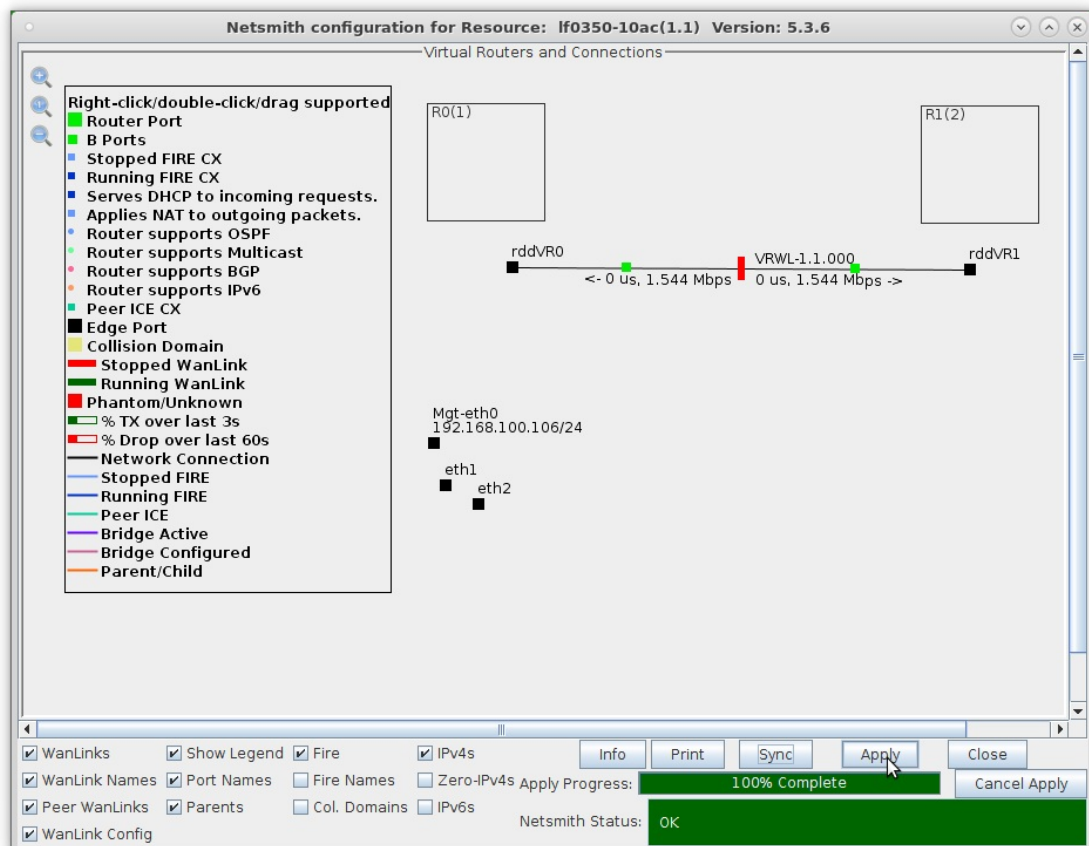 Netsmith configuration for Resource:  lf0350-10ac(1.1)  Version: 5.3.6
Virtual Routers and Connections
Right-click/double-click/drag supported
Router Port
B Ports
Stopped FIRE CX
Running FIRE CX
Serves DHCP to incoming requests.
Applies NAT to outgoing packets.
Router supports OSPF
Router supports Multicast
Router supports BGP
Router supports IPv6
Peer ICE CX
Edge Port
Collision Domain
Stopped WanLink
Running WanLink
Phantom/Unknown
% TX over last 3s
% Drop over last 60s
Network Connection
Stopped FIRE
Running FIRE
Peer ICE
Bridge Active
Bridge Configured
Parent/Child
R0(1)
R1(2)
rddVR0
VRWL-1.1.000
rddVR1
<- 0 us, 1.544 Mbps
0 us, 1.544 Mbps ->
Mgt-eth0
192.168.100.106/24
eth1
eth2
WanLinks Show Legend Fire IPv4s Info Print Sync Apply Close
WanLink Names Port Names Fire Names Zero-IPv4s Apply Progress: 100% Complete Cancel Apply
Peer WanLinks Parents Col. Domains IPv6s
WanLink Config
Netsmith Status: OK